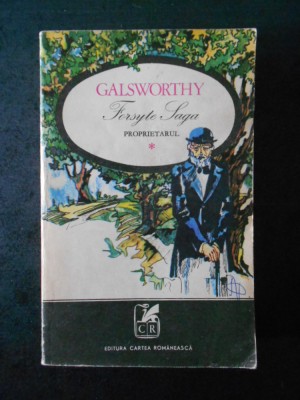 GALSWORTHY
Forsyte Saga
PROPRIETARUL
*
CR
EDITURA CARTEA ROMÂNEASCĂ